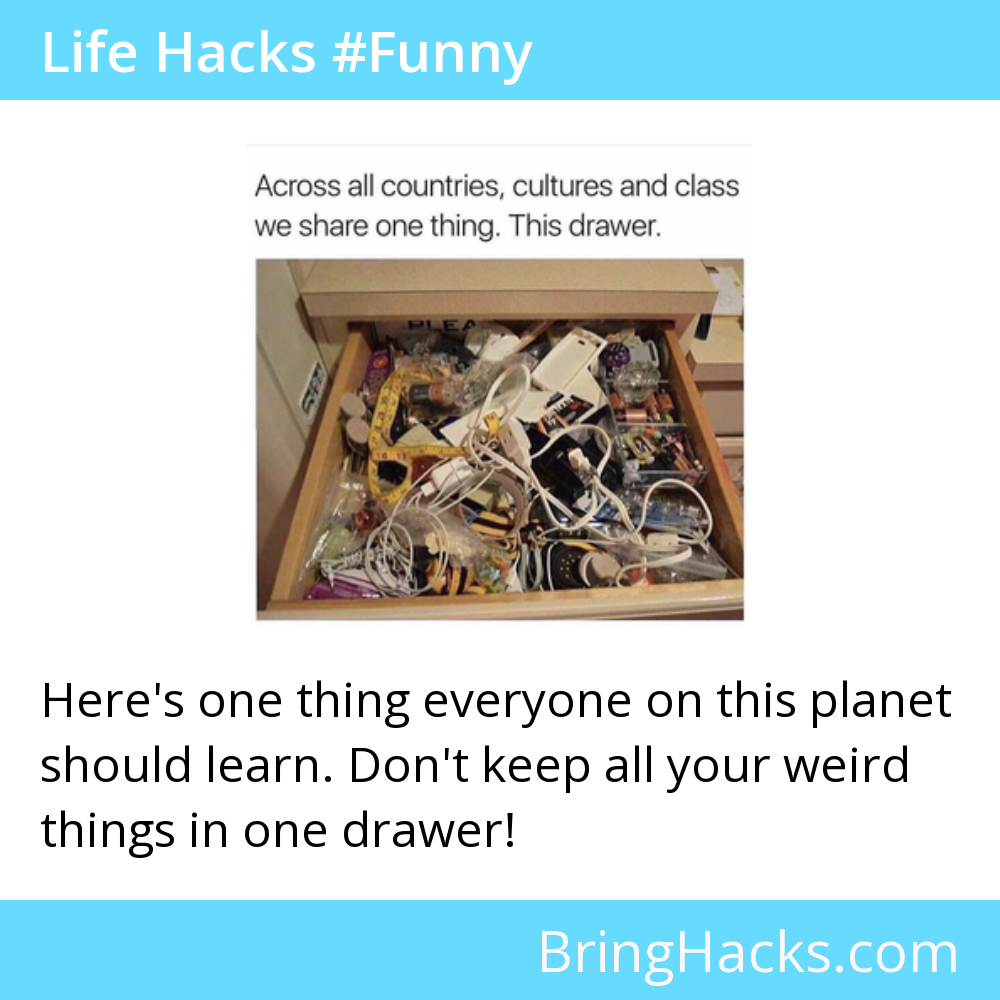 Life Hacks #Funny
Across all countries, cultures and class
we share one thing. This drawer.
PLEA
Here's one thing everyone on this planet
should learn. Don't keep all your weird
things in one drawer!
BringHacks.com